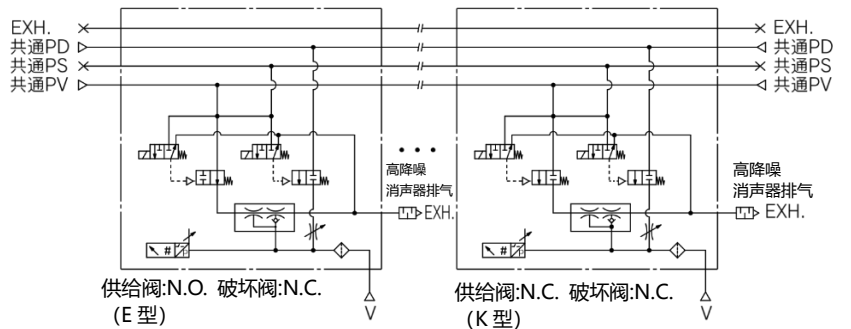 EXH.
共通PD
共通PS
共通PV
EXH.
共通PD
共通PS
共通PV
高降噪
消声器排气
EXH.
高降噪
消声器排气
EXH.
#
#
V
V
供给阀:N.O. 破坏阀:N.C.
(E 型)
供给阀:N.C. 破坏阀:N.C.
(K 型)